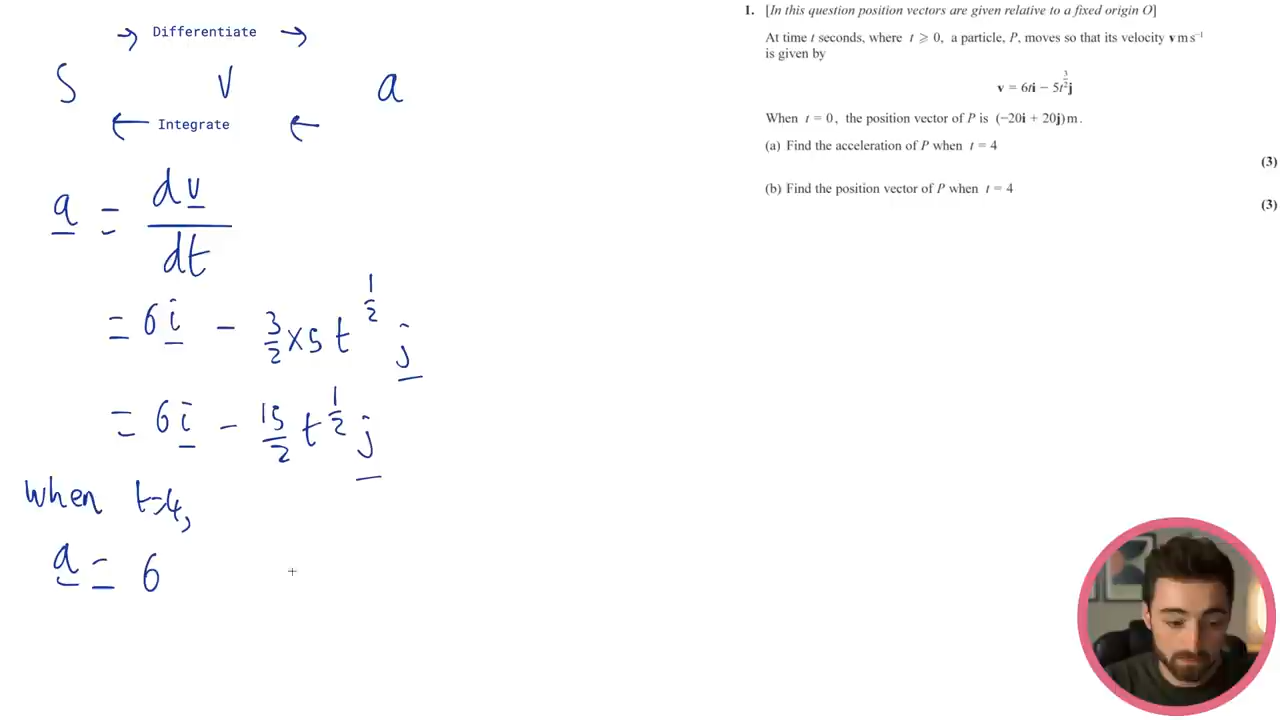 → Differentiate →
S V a
← Integrate ←
a = dv/dt
= 6i - 3/2 × 5 t^1/2 j
= 6i - 15/2 t^1/2 j
when t=4,
a = 6
1. [In this question position vectors are given relative to a fixed origin O]
At time t seconds, where t ⩾ 0, a particle, P, moves so that its velocity v m s⁻¹
is given by
v = 6ti − 5t^3/2 j
When t = 0, the position vector of P is (−20i + 20j) m.
(a) Find the acceleration of P when t = 4
(3)
(b) Find the position vector of P when t = 4
(3)